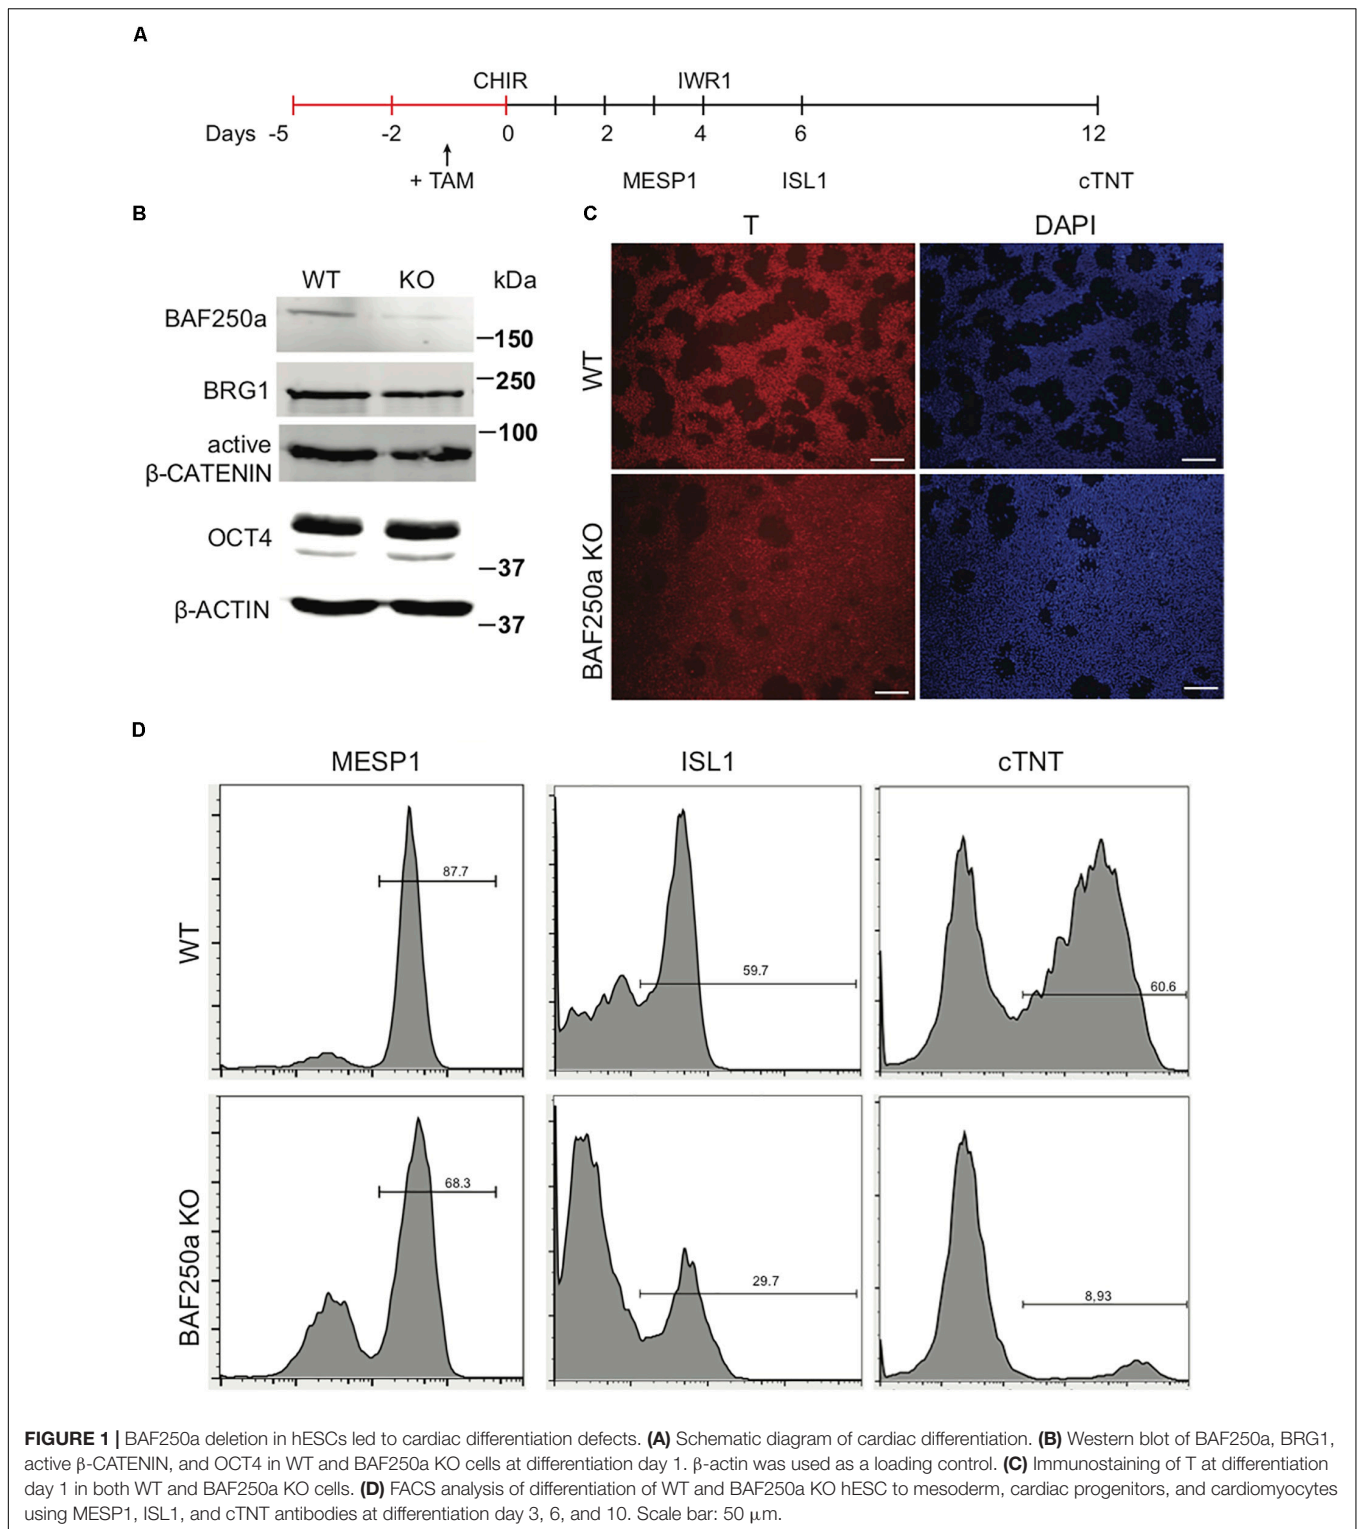 A
CHIR IWR1
Days -5 -2 0 2 4 6 12
+ TAM MESP1 ISL1 cTNT
B
WT KO kDa
BAF250a
150
BRG1
250
active
β-CATENIN
100
OCT4
37
β-ACTIN
37
C
T DAPI
WT
BAF250a KO
D
MESP1 ISL1 cTNT
WT
87.7
59.7
60.6
BAF250a KO
68.3
29.7
8,93
FIGURE 1 | BAF250a deletion in hESCs led to cardiac differentiation defects. (A) Schematic diagram of cardiac differentiation. (B) Western blot of BAF250a, BRG1,
active β-CATENIN, and OCT4 in WT and BAF250a KO cells at differentiation day 1. β-actin was used as a loading control. (C) Immunostaining of T at differentiation
day 1 in both WT and BAF250a KO cells. (D) FACS analysis of differentiation of WT and BAF250a KO hESC to mesoderm, cardiac progenitors, and cardiomyocytes
using MESP1, ISL1, and cTNT antibodies at differentiation day 3, 6, and 10. Scale bar: 50 μm.